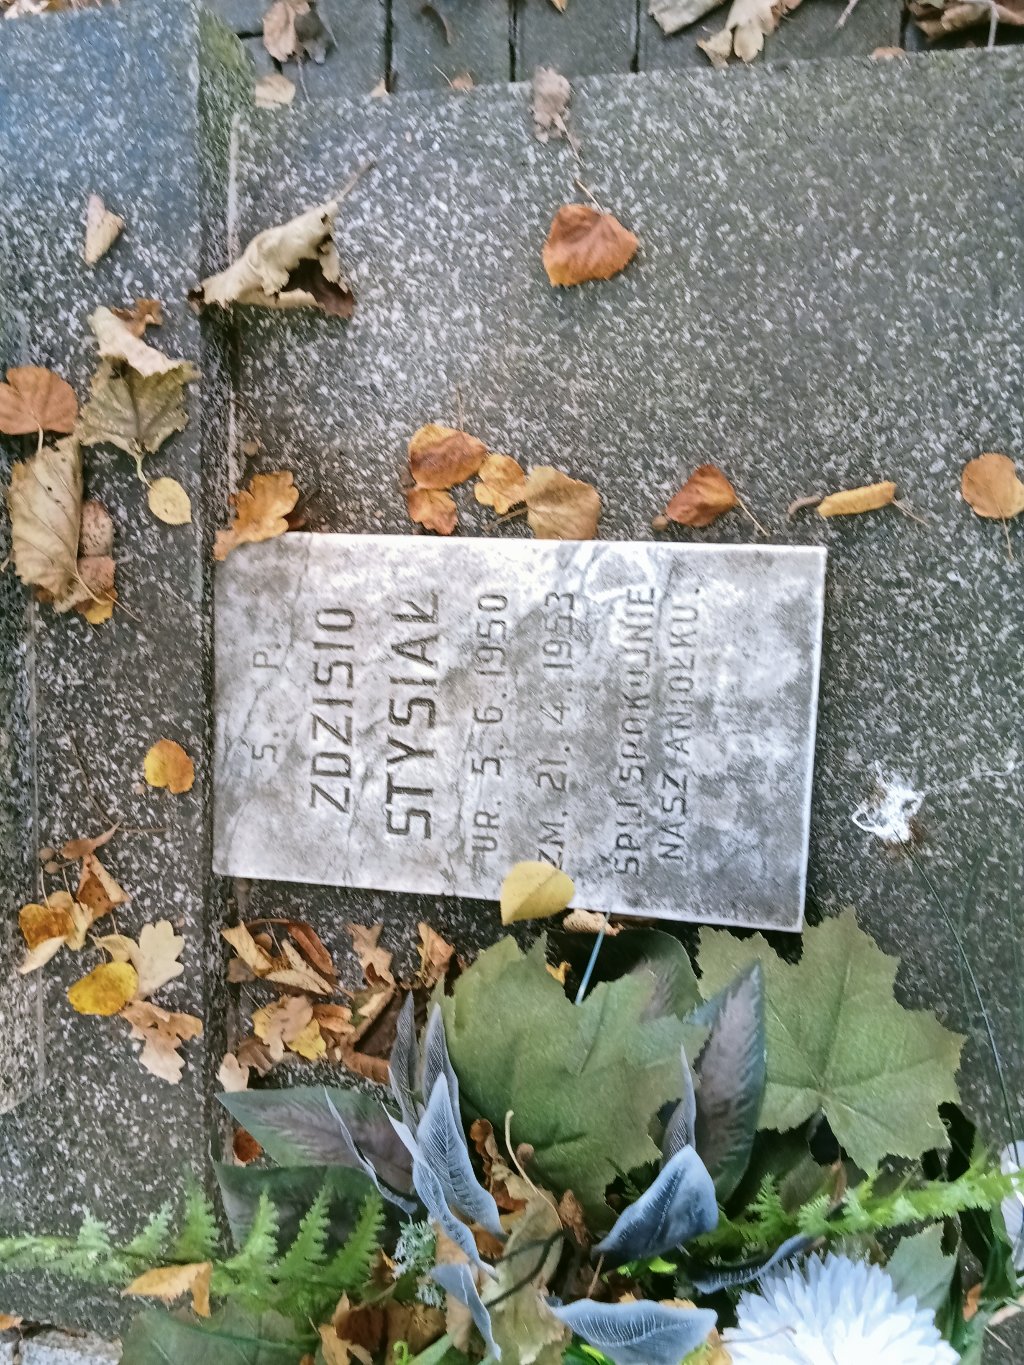 Ś. P.
ZDZISIO
STYSIAŁ
UR. 5.6.1950
ZM. 21.4.1953
ŚPIJ SPOKOJNIE
NASZ ANIOŁKU.